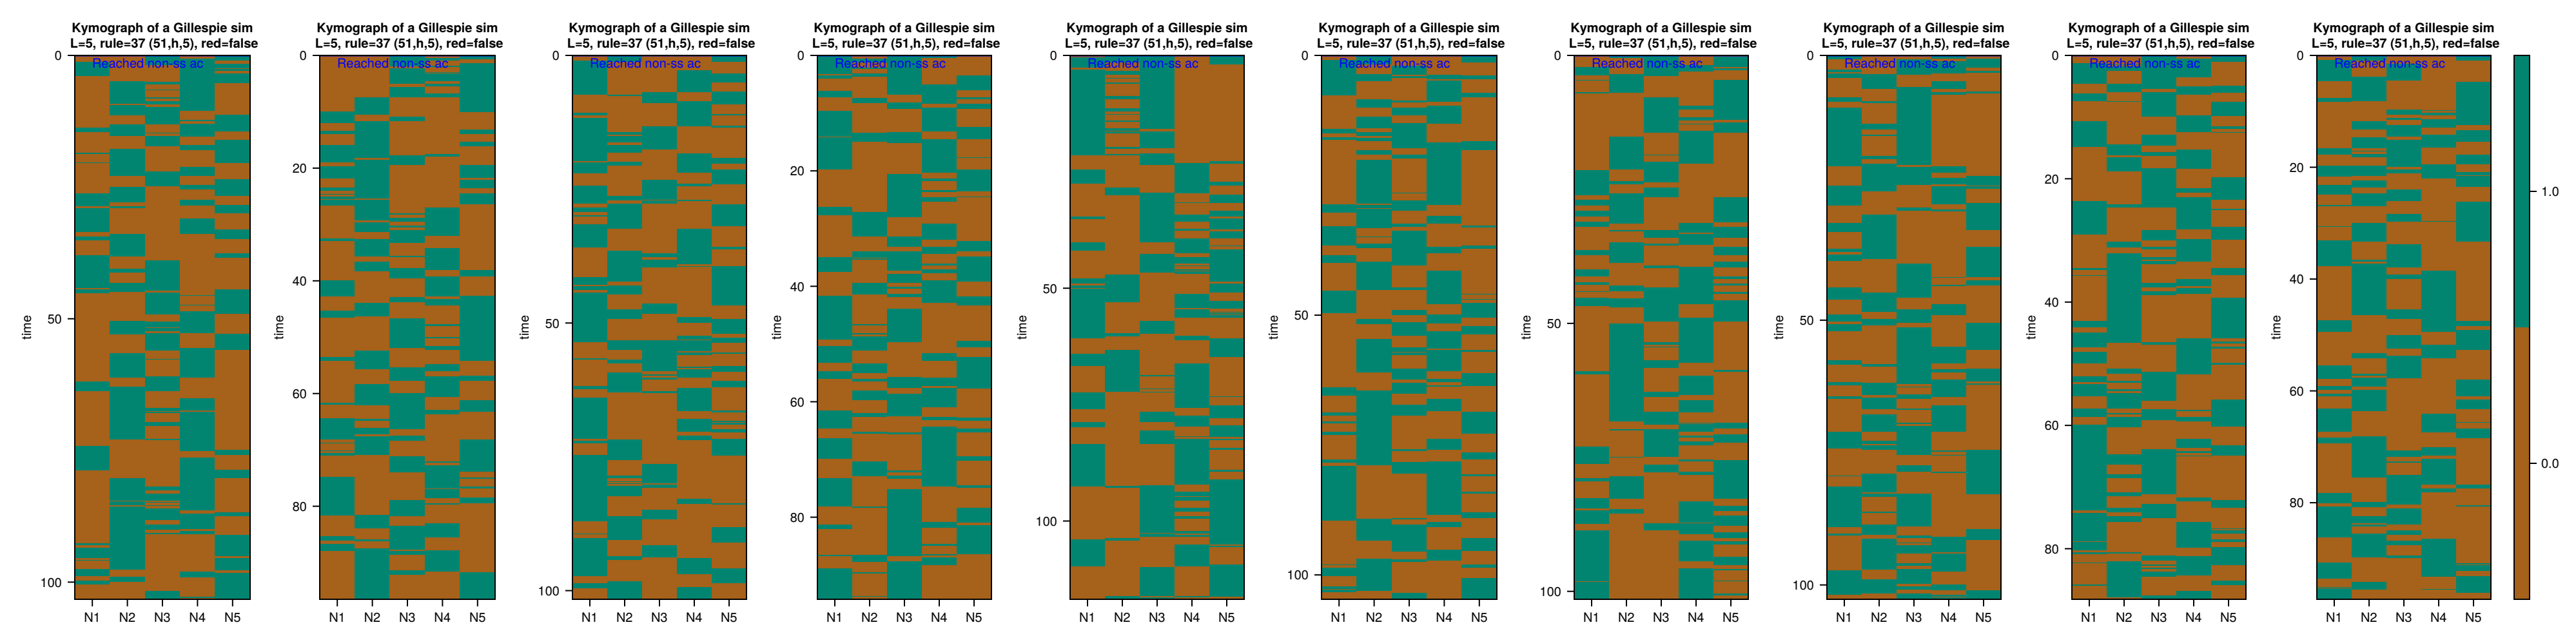 Kymograph of a Gillespie sim
L=5, rule=37 (51,h,5), red=false
Reached non-ss ac
0
50
100
time
N1 N2 N3 N4 N5
Kymograph of a Gillespie sim
L=5, rule=37 (51,h,5), red=false
Reached non-ss ac
0
20
40
60
80
time
N1 N2 N3 N4 N5
Kymograph of a Gillespie sim
L=5, rule=37 (51,h,5), red=false
Reached non-ss ac
0
50
100
time
N1 N2 N3 N4 N5
Kymograph of a Gillespie sim
L=5, rule=37 (51,h,5), red=false
Reached non-ss ac
0
20
40
60
80
time
N1 N2 N3 N4 N5
Kymograph of a Gillespie sim
L=5, rule=37 (51,h,5), red=false
Reached non-ss ac
0
50
100
time
N1 N2 N3 N4 N5
Kymograph of a Gillespie sim
L=5, rule=37 (51,h,5), red=false
Reached non-ss ac
0
50
100
time
N1 N2 N3 N4 N5
Kymograph of a Gillespie sim
L=5, rule=37 (51,h,5), red=false
Reached non-ss ac
0
50
100
time
N1 N2 N3 N4 N5
Kymograph of a Gillespie sim
L=5, rule=37 (51,h,5), red=false
Reached non-ss ac
0
50
100
time
N1 N2 N3 N4 N5
Kymograph of a Gillespie sim
L=5, rule=37 (51,h,5), red=false
Reached non-ss ac
0
20
40
60
80
time
N1 N2 N3 N4 N5
Kymograph of a Gillespie sim
L=5, rule=37 (51,h,5), red=false
Reached non-ss ac
0
20
40
60
80
time
N1 N2 N3 N4 N5
1.0
0.0